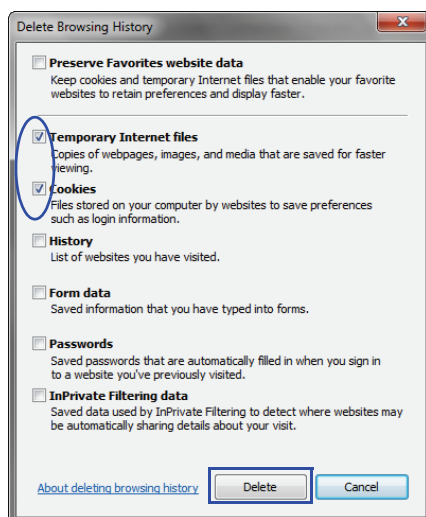 Delete Browsing History
Preserve Favorites website data
Keep cookies and temporary Internet files that enable your favorite
websites to retain preferences and display faster.
Temporary Internet files
Copies of webpages, images, and media that are saved for faster
viewing.
Cookies
Files stored on your computer by websites to save preferences
such as login information.
History
List of websites you have visited.
Form data
Saved information that you have typed into forms.
Passwords
Saved passwords that are automatically filled in when you sign in
to a website you've previously visited.
InPrivate Filtering data
Saved data used by InPrivate Filtering to detect where websites may
be automatically sharing details about your visit.
About deleting browsing history Delete Cancel